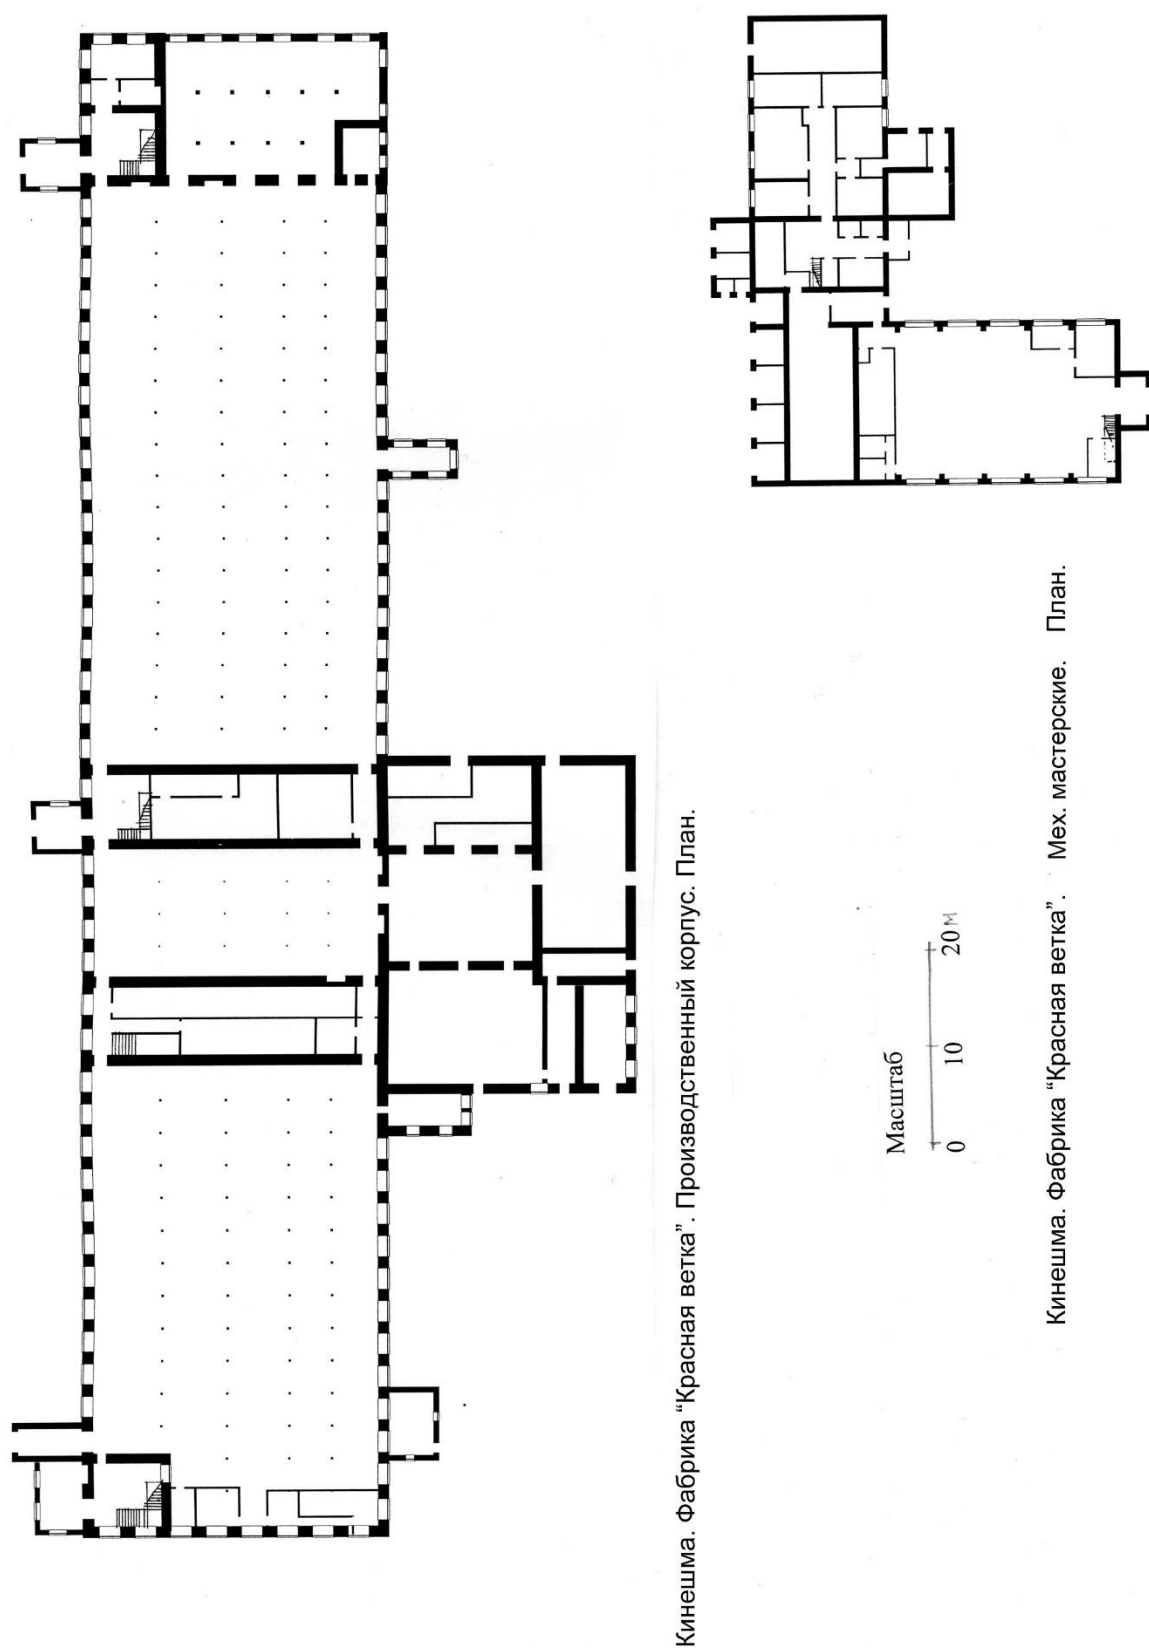 Кинешма. Фабрика “Красная ветка”. Производственный корпус. План.
Масштаб
0 10 20 м
Кинешма. Фабрика “Красная ветка”. Мех. мастерские. План.